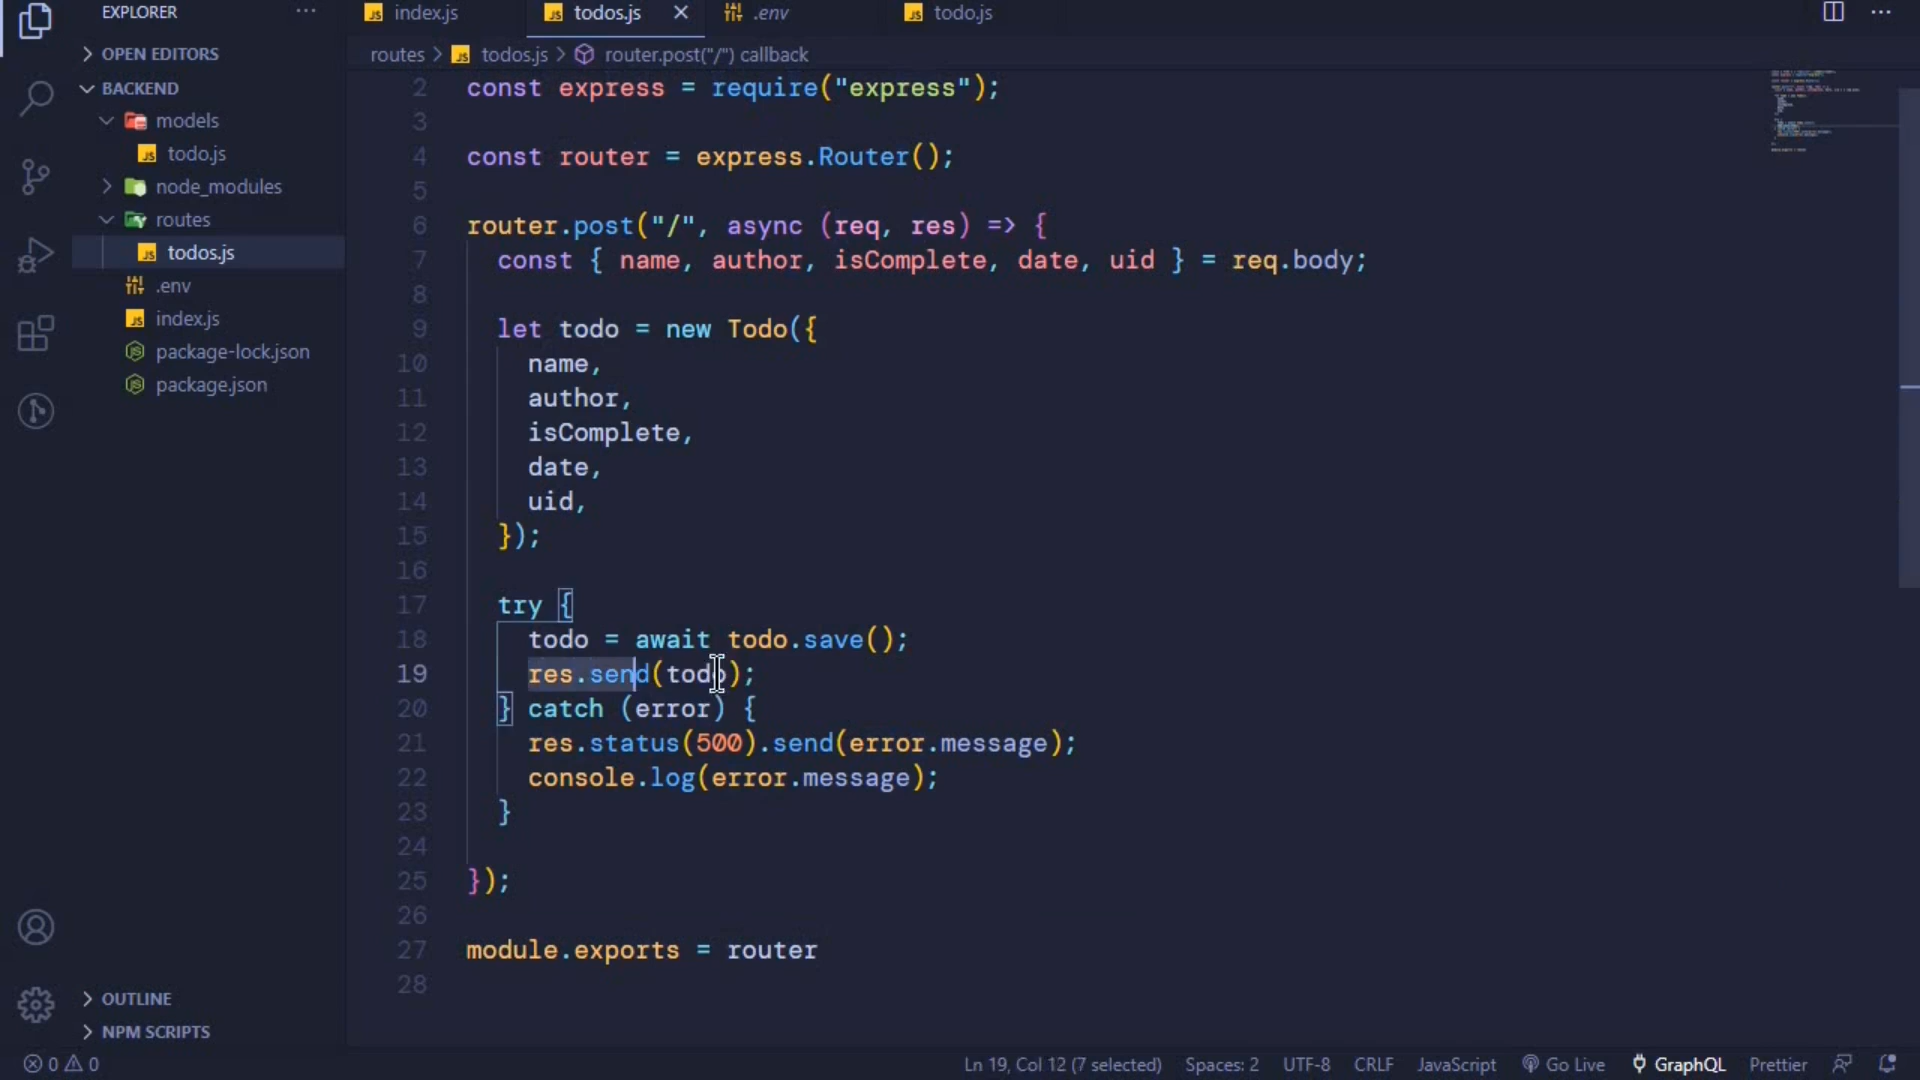 EXPLORER ...
OPEN EDITORS
BACKEND
models
todo.js
node_modules
routes
todos.js
.env
index.js
package-lock.json
package.json
OUTLINE
NPM SCRIPTS
index.js
todos.js
.env
todo.js
routes > todos.js > router.post("/") callback
2 const express = require("express");
3
4 const router = express.Router();
5
6 router.post("/", async (req, res) => {
7 const { name, author, isComplete, date, uid } = req.body;
8
9 let todo = new Todo({
10 name,
11 author,
12 isComplete,
13 date,
14 uid,
15 });
16
17 try {
18 todo = await todo.save();
19 res.send(todo);
20 } catch (error) {
21 res.status(500).send(error.message);
22 console.log(error.message);
23 }
24
25 });
26
27 module.exports = router
28
0 0
Ln 19, Col 12 (7 selected)
Spaces: 2
UTF-8
CRLF
JavaScript
Go Live
GraphQL
Prettier